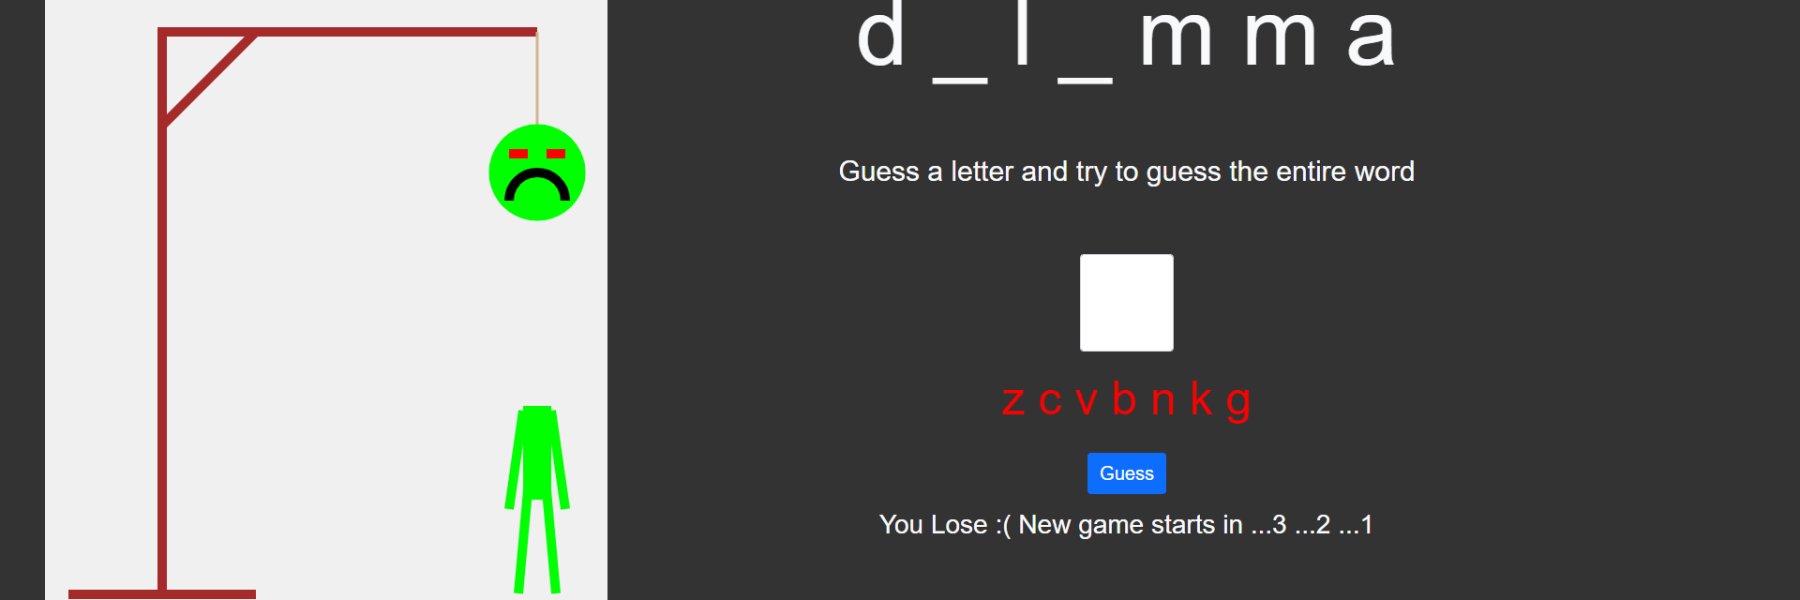 d _ l _ m m a
Guess a letter and try to guess the entire word
z c v b n k g
Guess
You Lose :( New game starts in ...3 ...2 ...1